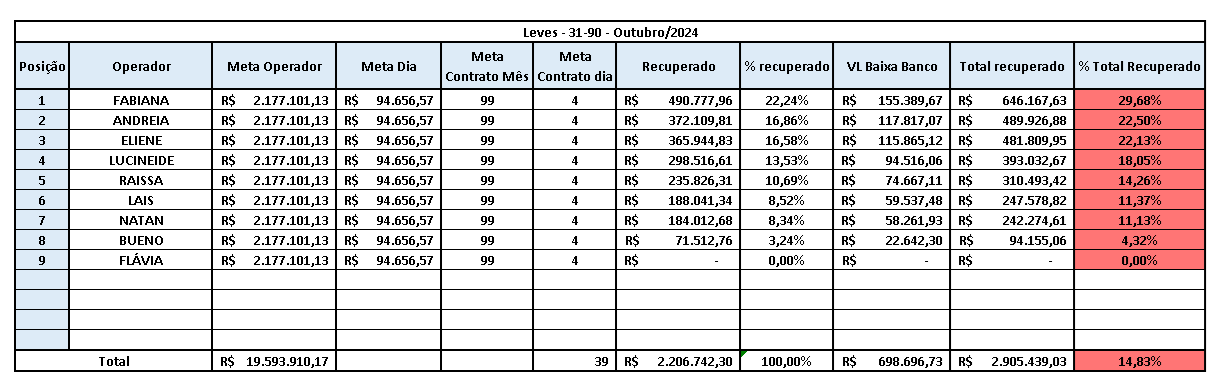 Leves - 31-90 - Outubro/2024
Posição Operador Meta Operador Meta Dia Meta Contrato Mês Meta Contrato dia Recuperado % recuperado VL Baixa Banco Total recuperado % Total Recuperado
1 FABIANA R$ 2.177.101,13 R$ 94.656,57 99 4 R$ 490.777,96 22,24% R$ 155.389,67 R$ 646.167,63 29,68%
2 ANDREIA R$ 2.177.101,13 R$ 94.656,57 99 4 R$ 372.109,81 16,86% R$ 117.817,07 R$ 489.926,88 22,50%
3 ELIENE R$ 2.177.101,13 R$ 94.656,57 99 4 R$ 365.944,83 16,58% R$ 115.865,12 R$ 481.809,95 22,13%
4 LUCINEIDE R$ 2.177.101,13 R$ 94.656,57 99 4 R$ 298.516,61 13,53% R$ 94.516,06 R$ 393.032,67 18,05%
5 RAISSA R$ 2.177.101,13 R$ 94.656,57 99 4 R$ 235.826,31 10,69% R$ 74.667,11 R$ 310.493,42 14,26%
6 LAIS R$ 2.177.101,13 R$ 94.656,57 99 4 R$ 188.041,34 8,52% R$ 59.537,48 R$ 247.578,82 11,37%
7 NATAN R$ 2.177.101,13 R$ 94.656,57 99 4 R$ 184.012,68 8,34% R$ 58.261,93 R$ 242.274,61 11,13%
8 BUENO R$ 2.177.101,13 R$ 94.656,57 99 4 R$ 71.512,76 3,24% R$ 22.642,30 R$ 94.155,06 4,32%
9 FLÁVIA R$ 2.177.101,13 R$ 94.656,57 99 4 R$ - 0,00% R$ - R$ - 0,00%
Total R$ 19.593.910,17 39 R$ 2.206.742,30 100,00% R$ 698.696,73 R$ 2.905.439,03 14,83%